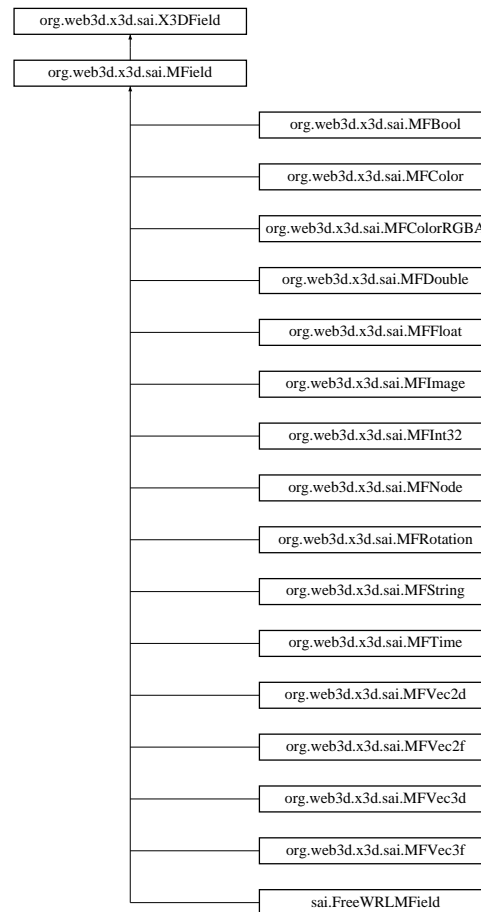 org.web3d.x3d.sai.X3DField
org.web3d.x3d.sai.MField
org.web3d.x3d.sai.MFBool
org.web3d.x3d.sai.MFColor
org.web3d.x3d.sai.MFColorRGBA
org.web3d.x3d.sai.MFDouble
org.web3d.x3d.sai.MFFloat
org.web3d.x3d.sai.MFImage
org.web3d.x3d.sai.MFInt32
org.web3d.x3d.sai.MFNode
org.web3d.x3d.sai.MFRotation
org.web3d.x3d.sai.MFString
org.web3d.x3d.sai.MFTime
org.web3d.x3d.sai.MFVec2d
org.web3d.x3d.sai.MFVec2f
org.web3d.x3d.sai.MFVec3d
org.web3d.x3d.sai.MFVec3f
sai.FreeWRLMField